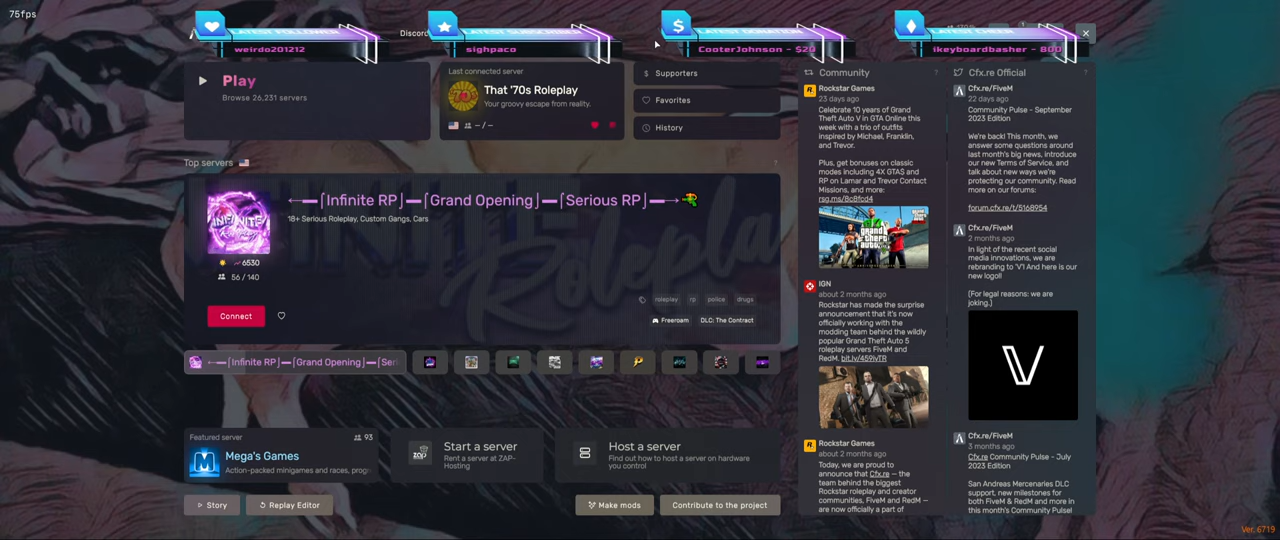 75fps
LATEST FOLLOWER
weirdo201212
Discord
LATEST SUBSCRIBER
sighpaco
LATEST DONATION
CooterJohnson - $20
LATEST CHEER
ikeyboardbasher - 800
Play
Browse 26,231 servers
Last connected server
That '70s Roleplay
Your groovy escape from reality.
– / –
$ Supporters
Favorites
History
Top servers
?
INFINITE
Roleplay
←—⌠Infinite RP⌡—⌠Grand Opening⌡—⌠Serious RP⌡—→
18+ Serious Roleplay, Custom Gangs, Cars
6530
56 / 140
roleplay
rp
police
drugs
Connect
Freeroam
DLC: The Contract
←—⌠Infinite RP⌡—⌠Grand Opening⌡—⌠Seri
Featured server
93
Mega's Games
Action-packed minigames and races, progr
Start a server
Rent a server at ZAP-
Hosting
Host a server
Find out how to host a server on hardware
you control
Story
Replay Editor
Make mods
Contribute to the project
Community
?
Rockstar Games
23 days ago
Celebrate 10 years of Grand
Theft Auto V in GTA Online this
week with a trio of outfits
inspired by Michael, Franklin,
and Trevor.
Plus, get bonuses on classic
modes including 4X GTA$ and
RP on Lamar and Trevor Contact
Missions, and more:
rsg.ms/8c8fcd4
IGN
about 2 months ago
Rockstar has made the surprise
announcement that it's now
officially working with the
modding team behind the wildly
popular Grand Theft Auto 5
roleplay servers FiveM and
RedM. bit.ly/459lvTR
Rockstar Games
about 2 months ago
Today, we are proud to
announce that Cfx.re — the
team behind the biggest
Rockstar roleplay and creator
communities, FiveM and RedM —
are now officially a part of
Cfx.re Official
?
Cfx.re/FiveM
22 days ago
Community Pulse - September
2023 Edition
We're back! This month, we
answer some questions around
last month's big news, introduce
our new Terms of Service, and
talk about new ways we're
protecting our community. Read
more on our forums:
forum.cfx.re/t/5168954
Cfx.re/FiveM
2 months ago
In light of the recent social
media innovations, we are
rebranding to 'V'! And here is our
new logo!!
(For legal reasons: we are
joking.)
V
Cfx.re/FiveM
3 months ago
Cfx.re Community Pulse - July
2023 Edition
San Andreas Mercenaries DLC
support, new milestones for
both FiveM & RedM and more in
this month's Community Pulse!
Ver. 6719